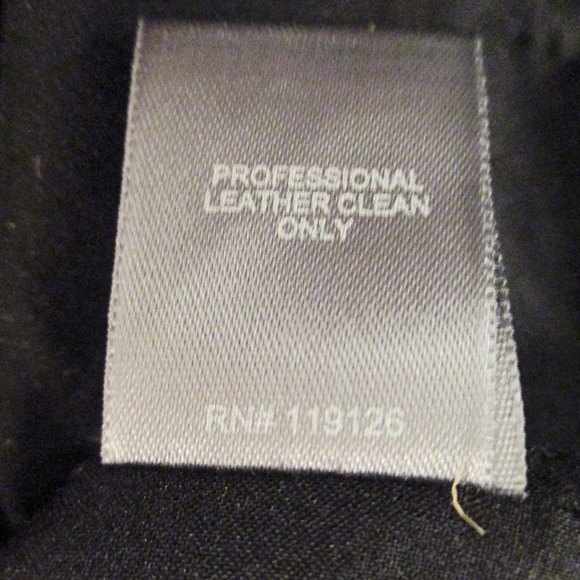 PROFESSIONAL
LEATHER CLEAN
ONLY
RN# 119126